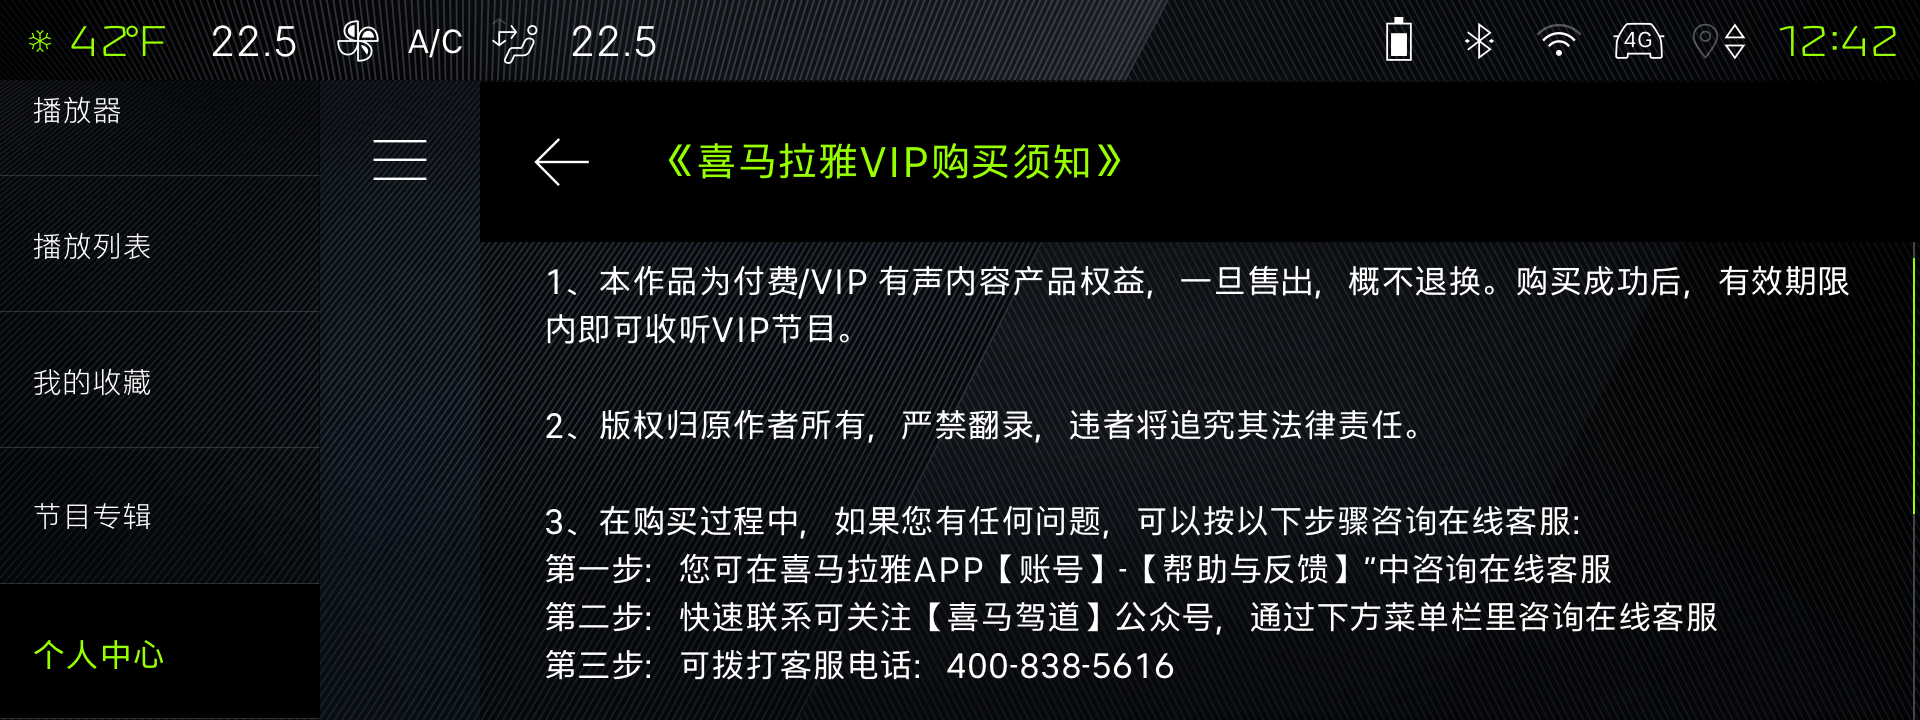 42°F 22.5 A/C 22.5 4G 12:42
播放器
播放列表
我的收藏
节目专辑
个人中心
《喜马拉雅VIP购买须知》
1、本作品为付费/VIP 有声内容产品权益，一旦售出，概不退换。购买成功后，有效期限
内即可收听VIP节目。
2、版权归原作者所有，严禁翻录，违者将追究其法律责任。
3、在购买过程中，如果您有任何问题，可以按以下步骤咨询在线客服:
第一步：您可在喜马拉雅APP【账号】-【帮助与反馈】”中咨询在线客服
第二步：快速联系可关注【喜马驾道】公众号，通过下方菜单栏里咨询在线客服
第三步：可拨打客服电话：400-838-5616